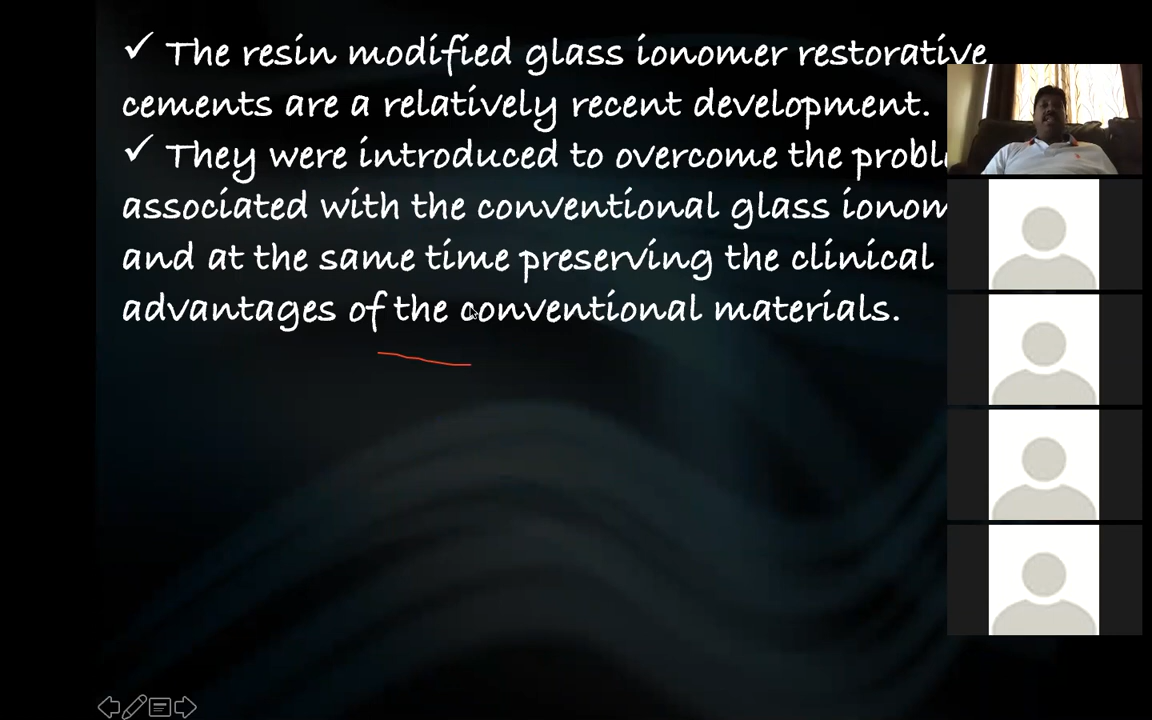 ✓ The resin modified glass ionomer restorative
cements are a relatively recent development.
✓ They were introduced to overcome the
associated with the conventional glass
and at the same time preserving the clinical
advantages of the conventional materials.